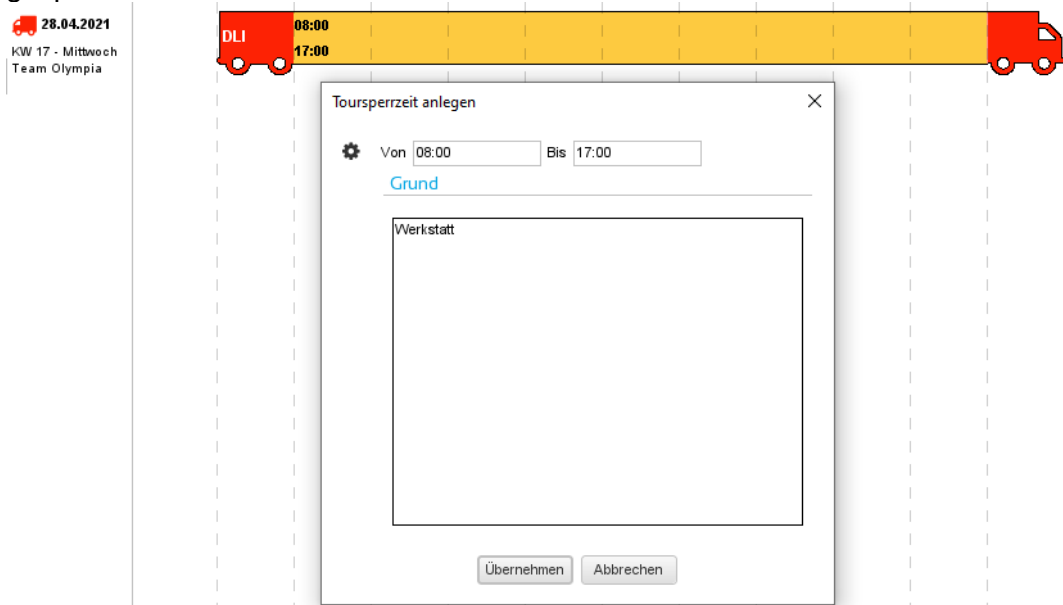 28.04.2021
KW 17 - Mittwoch
Team Olympia
DLI
08:00
17:00
Toursperrzeit anlegen
Von 08:00 Bis 17:00
Grund
Werkstatt
Übernehmen Abbrechen